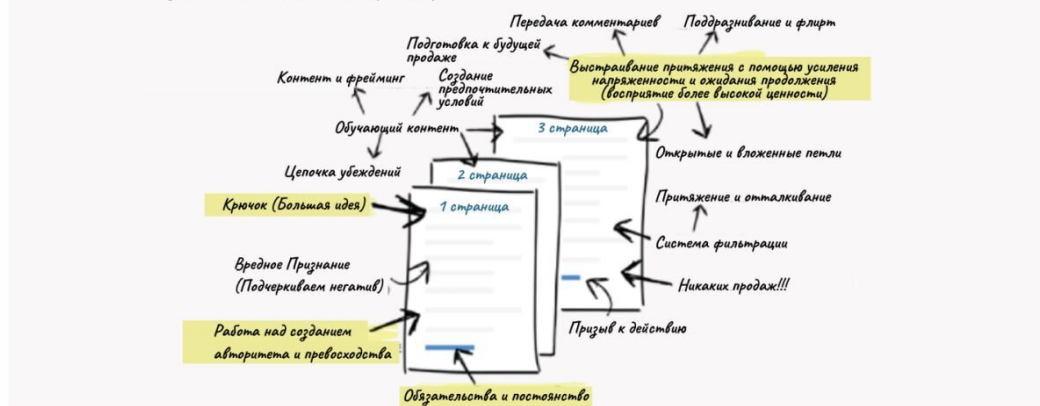 Передача комментариев
Поддразнивание и флирт
Подготовка к будущей
продаже
Выстраивание притяжения с помощью усиления
напряженности и ожидания продолжения
(восприятие более высокой ценности)
Контент и фрейминг
Создание
предпочтительных
условий
Обучающий контент
3 страница
Открытые и вложенные петли
Цепочка убеждений
2 страница
Притяжение и отталкивание
Крючок (Большая идея)
1 страница
Система фильтрации
Вредное Признание
(Подчеркиваем негатив)
Никаких продаж!!!
Призыв к действию
Работа над созданием
авторитета и превосходства
Обязательства и постоянство